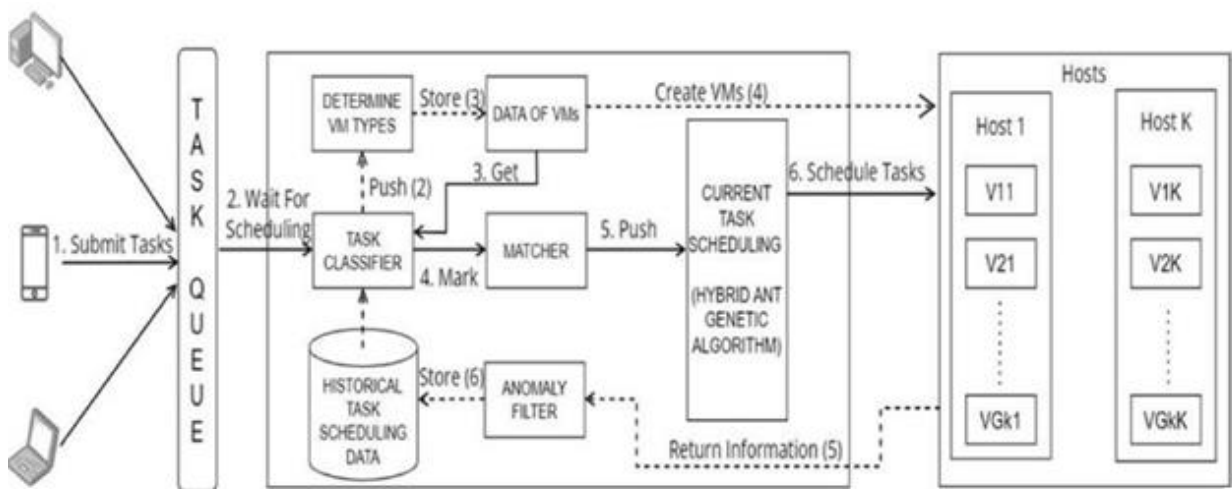 1. Submit Tasks
TASK QUEUE
2. Wait For
Scheduling
DETERMINE
VM TYPES
Store (3)
DATA OF VMs
Create VMs (4)
Push (2)
3. Get
TASK
CLASSIFIER
4. Mark
MATCHER
5. Push
CURRENT
TASK
SCHEDULING
(HYBRID ANT
GENETIC
ALGORITHM)
6. Schedule Tasks
HISTORICAL
TASK
SCHEDULING
DATA
Store (6)
ANOMALY
FILTER
Return Information (5)
Hosts
Host 1
V11
V21
VGk1
Host K
V1K
V2K
VGkK